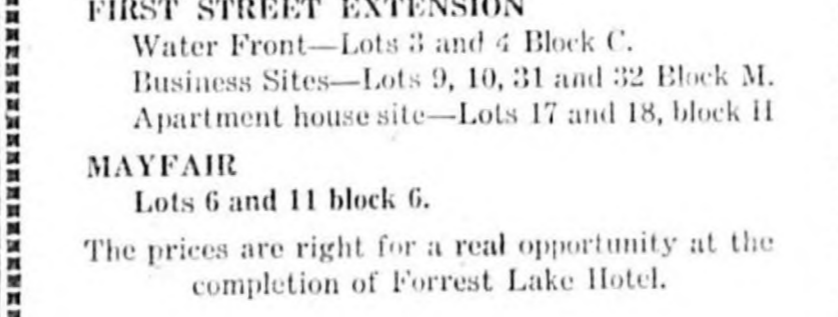 FIRST STREET EXTENSION
Water Front—Lots 3 and 4 Block C.
Business Sites—Lots 9, 10, 31 and 32 Block M.
Apartment house site—Lots 17 and 18, block H
MAYFAIR
Lots 6 and 11 block 6.
The prices are right for a real opportunity at the
completion of Forrest Lake Hotel.